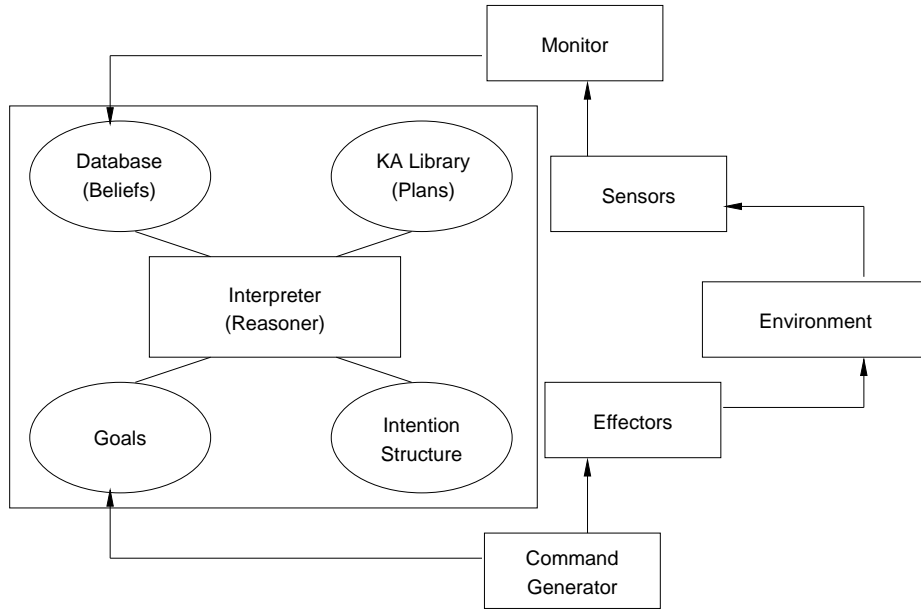 Monitor
Database
(Beliefs)
KA Library
(Plans)
Sensors
Interpreter
(Reasoner)
Environment
Goals
Intention
Structure
Effectors
Command
Generator